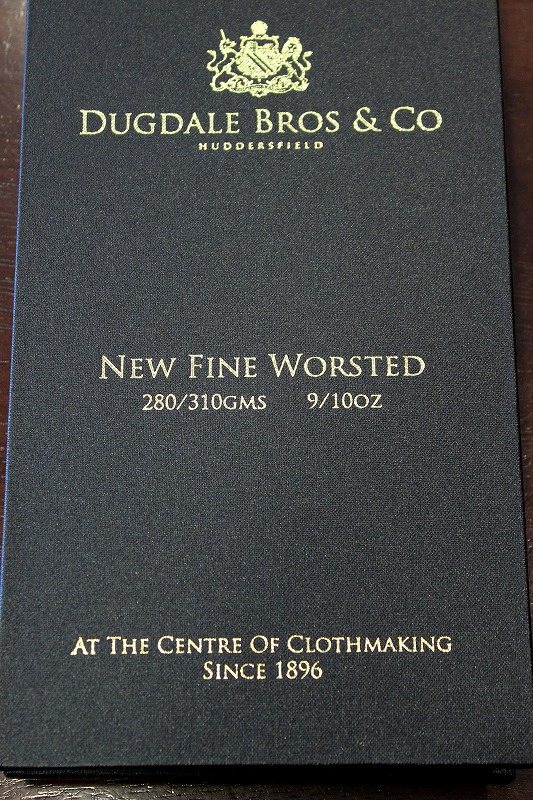 DUGDALE BROS & CO
HUDDERSFIELD
NEW FINE WORSTED
280/310GMS 9/10OZ
AT THE CENTRE OF CLOTHMAKING
SINCE 1896